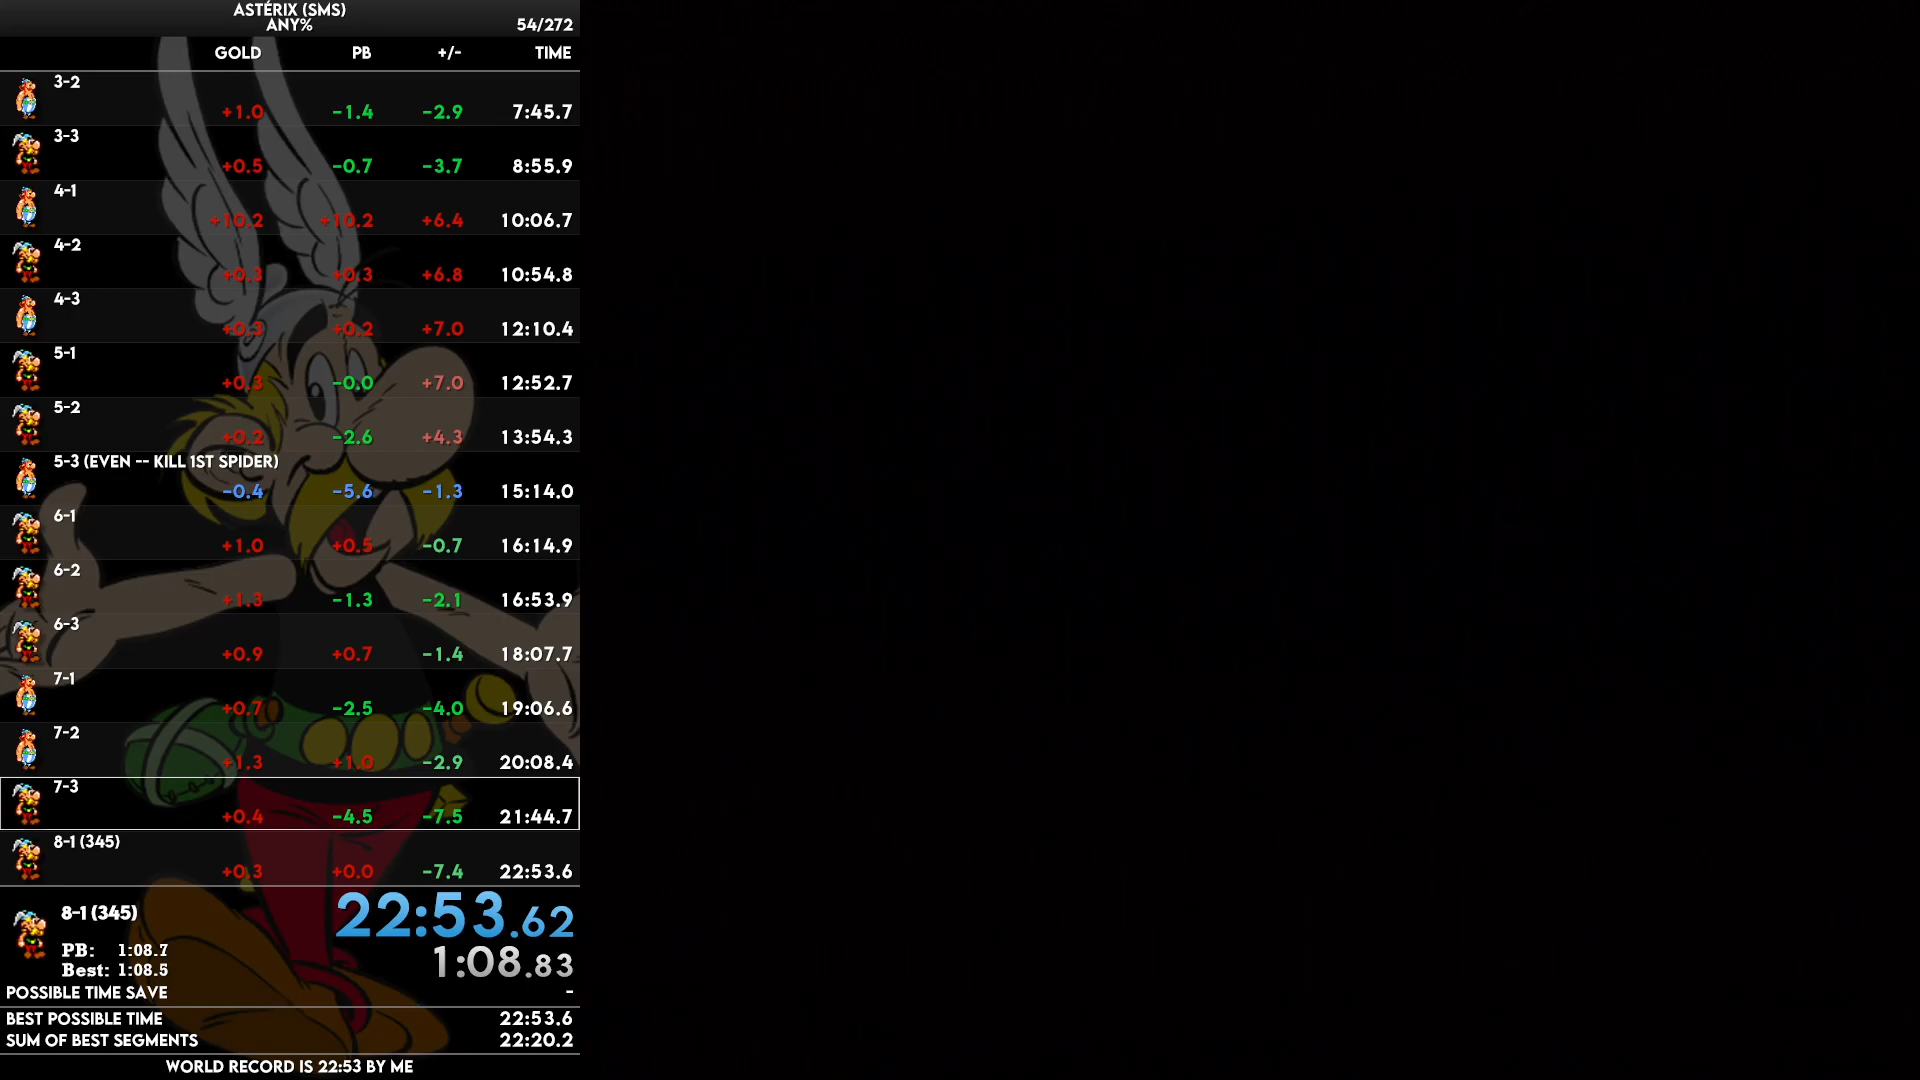 ASTÉRIX (SMS)
ANY%
54/272
GOLD PB +/- TIME
3-2
+1.0 -1.4 -2.9 7:45.7
3-3
+0.5 -0.7 -3.7 8:55.9
4-1
+10.2 +10.2 +6.4 10:06.7
4-2
+0.3 +0.3 +6.8 10:54.8
4-3
+0.3 +0.2 +7.0 12:10.4
5-1
+0.3 -0.0 +7.0 12:52.7
5-2
+0.2 -2.6 +4.3 13:54.3
5-3 (EVEN -- KILL 1ST SPIDER)
-0.4 -5.6 -1.3 15:14.0
6-1
+1.0 +0.5 -0.7 16:14.9
6-2
+1.3 -1.3 -2.1 16:53.9
6-3
+0.9 +0.7 -1.4 18:07.7
7-1
+0.7 -2.5 -4.0 19:06.6
7-2
+1.3 +1.0 -2.9 20:08.4
7-3
+0.4 -4.5 -7.5 21:44.7
8-1 (345)
+0.3 +0.0 -7.4 22:53.6
8-1 (345) 22:53.62
PB: 1:08.7 1:08.83
Best: 1:08.5
POSSIBLE TIME SAVE -
BEST POSSIBLE TIME 22:53.6
SUM OF BEST SEGMENTS 22:20.2
WORLD RECORD IS 22:53 BY ME